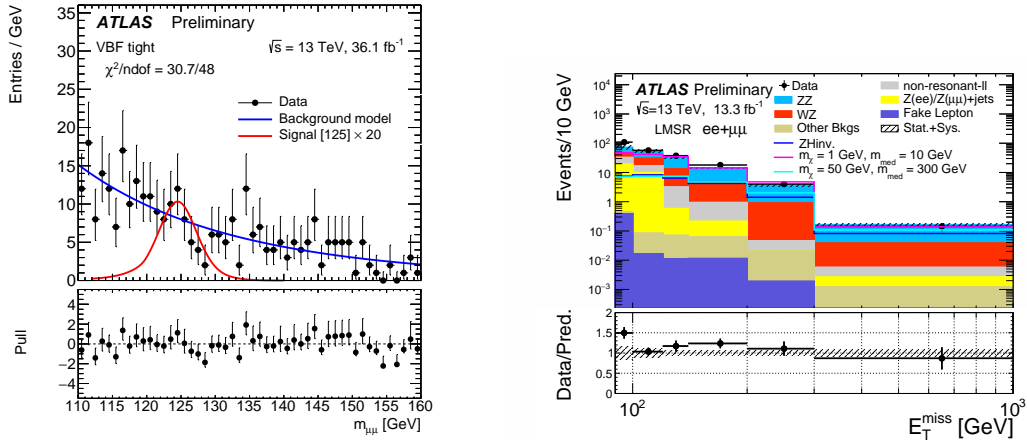 Entries / GeV
35
30
25
20
15
10
5
0
ATLAS Preliminary
VBF tight
√s = 13 TeV, 36.1 fb⁻¹
χ²/ndof = 30.7/48
Data
Background model
Signal [125] × 20
Pull
4
2
0
−2
−4
110 115 120 125 130 135 140 145 150 155 160
m_μμ [GeV]
Events/10 GeV
10⁴
10³
10²
10
1
10⁻¹
10⁻²
10⁻³
ATLAS Preliminary
√s=13 TeV, 13.3 fb⁻¹
LMSR ee+μμ
Data
ZZ
WZ
Other Bkgs
non-resonant-ll
Z(ee)/Z(μμ)+jets
Fake Lepton
Stat.+Sys.
ZHinv.
m_χ = 1 GeV, m_med = 10 GeV
m_χ = 50 GeV, m_med = 300 GeV
Data/Pred.
2
1.5
1
0.5
0
10² 10³
E_T^miss [GeV]